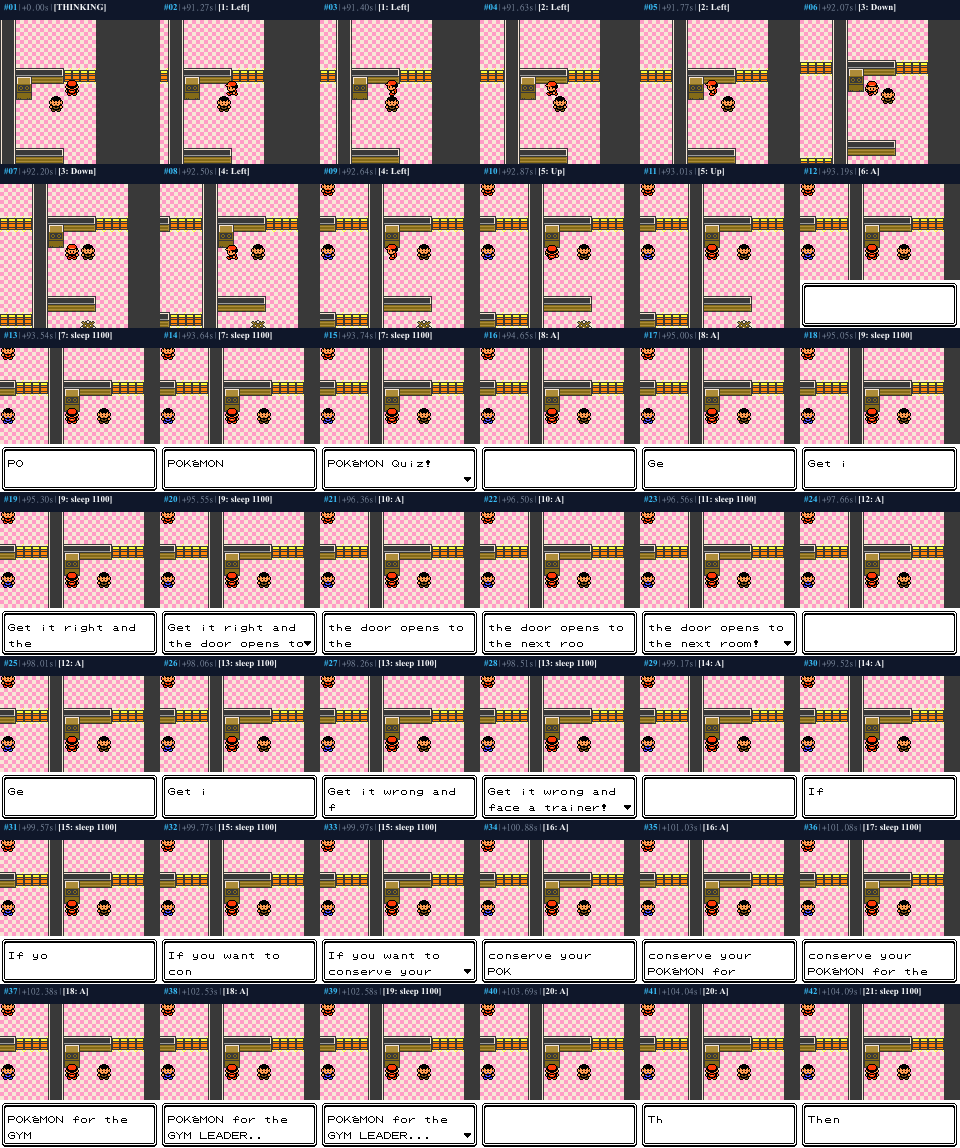 #01|+0.00s|[THINKING]
#02|+91.27s|[1: Left]
#03|+91.40s|[1: Left]
#04|+91.63s|[2: Left]
#05|+91.77s|[2: Left]
#06|+92.07s|[3: Down]
#07|+92.20s|[3: Down]
#08|+92.50s|[4: Left]
#09|+92.64s|[4: Left]
#10|+92.87s|[5: Up]
#11|+93.01s|[5: Up]
#12|+93.19s|[6: A]
#13|+93.54s|[7: sleep 1100]
#14|+93.64s|[7: sleep 1100]
#15|+93.74s|[7: sleep 1100]
#16|+94.65s|[8: A]
#17|+95.00s|[8: A]
#18|+95.05s|[9: sleep 1100]
PO
POKéMON
POKéMON Quiz!
Ge
Get i
#19|+95.30s|[9: sleep 1100]
#20|+95.55s|[9: sleep 1100]
#21|+96.36s|[10: A]
#22|+96.50s|[10: A]
#23|+96.56s|[11: sleep 1100]
#24|+97.66s|[12: A]
Get it right and
the
Get it right and
the door opens to
the door opens to
the
the door opens to
the next roo
the door opens to
the next room!
#25|+98.01s|[12: A]
#26|+98.06s|[13: sleep 1100]
#27|+98.26s|[13: sleep 1100]
#28|+98.51s|[13: sleep 1100]
#29|+99.17s|[14: A]
#30|+99.52s|[14: A]
Ge
Get i
Get it wrong and
f
Get it wrong and
face a trainer!
If
#31|+99.57s|[15: sleep 1100]
#32|+99.77s|[15: sleep 1100]
#33|+99.97s|[15: sleep 1100]
#34|+100.88s|[16: A]
#35|+101.03s|[16: A]
#36|+101.08s|[17: sleep 1100]
If yo
If you want to
con
If you want to
conserve your
conserve your
POK
conserve your
POKéMON for
conserve your
POKéMON for the
#37|+102.38s|[18: A]
#38|+102.53s|[18: A]
#39|+102.58s|[19: sleep 1100]
#40|+103.69s|[20: A]
#41|+104.04s|[20: A]
#42|+104.09s|[21: sleep 1100]
POKéMON for the
GYM
POKéMON for the
GYM LEADER..
POKéMON for the
GYM LEADER...
Th
Then